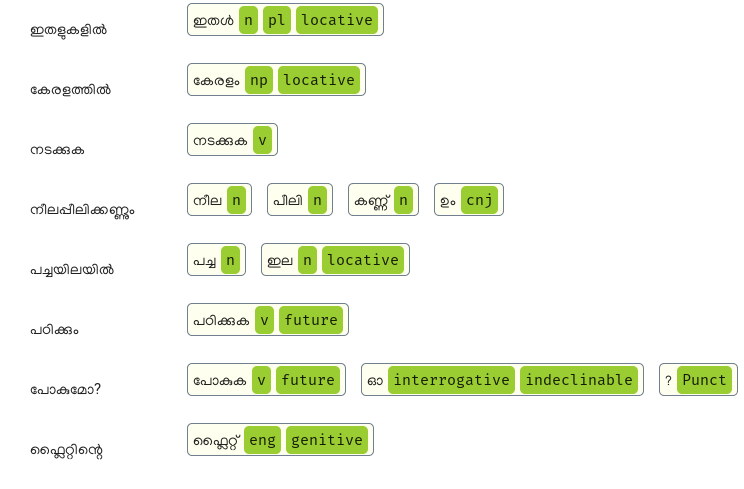 ഇതളുകളിൽ ഇതൾ n pl locative
കേരളത്തിൽ കേരളം np locative
നടക്കുക നടക്കുക v
നീലപ്പീലിക്കണ്ണും നീല n പീലി n കണ്ണ് n ഉം cnj
പച്ചയിലയിൽ പച്ച n ഇല n locative
പഠിക്കും പഠിക്കുക v future
പോകുമോ? പോകുക v future ഓ interrogative indeclinable ? Punct
ഫ്ലൈറ്റിന്റെ ഫ്ലൈറ്റ് eng genitive